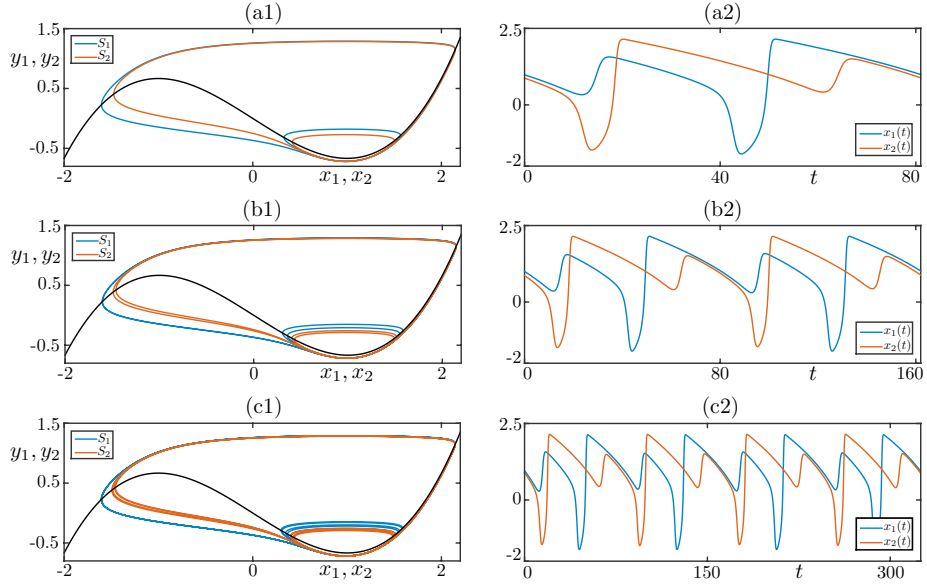 (a1)
1.5
y₁, y₂
0.5
-0.5
S₁
S₂
-2
0
x₁, x₂
2
(a2)
2.5
0
-2
x₁(t)
x₂(t)
0
40
t
80
(b1)
1.5
y₁, y₂
0.5
-0.5
S₁
S₂
-2
0
x₁, x₂
2
(b2)
2.5
0
-2
x₁(t)
x₂(t)
0
80
t
160
(c1)
1.5
y₁, y₂
0.5
-0.5
S₁
S₂
-2
0
x₁, x₂
2
(c2)
2.5
0
-2
x₁(t)
x₂(t)
0
150
t
300